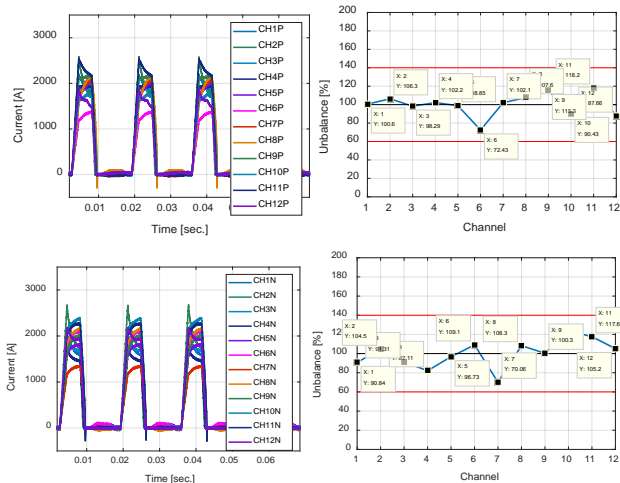 3000
2000
1000
0
Current [A]
0.01
0.02
0.03
0.04
Time [sec.]
CH1P
CH2P
CH3P
CH4P
CH5P
CH6P
CH7P
CH8P
CH9P
CH10P
CH11P
CH12P
200
180
160
140
120
100
80
60
40
20
0
Unbalance [%]
1 2 3 4 5 6 7 8 9 10 11 12
Channel
X: 1
Y: 100.6
X: 2
Y: 106.3
X: 3
Y: 98.29
X: 4
Y: 102.2
98.85
X: 6
Y: 72.43
X: 7
Y: 102.1
07.6
X: 9
Y: 115.3
X: 10
Y: 90.43
X: 11
118.2
12
87.66
3000
2000
1000
0
Current [A]
0.01
0.02
0.03
0.04
0.05
0.06
Time [sec.]
CH1N
CH2N
CH3N
CH4N
CH5N
CH6N
CH7N
CH8N
CH9N
CH10N
CH11N
CH12N
200
180
160
140
120
100
80
60
40
20
0
Unbalance [%]
1 2 3 4 5 6 7 8 9 10 11 12
Channel
X: 1
Y: 90.84
X: 2
Y: 104.5
X: 5
Y: 96.73
X: 6
Y: 109.1
X: 7
Y: 70.06
X: 8
Y: 108.3
X: 9
Y: 100.3
X: 11
Y: 117.6
X: 12
Y: 105.2